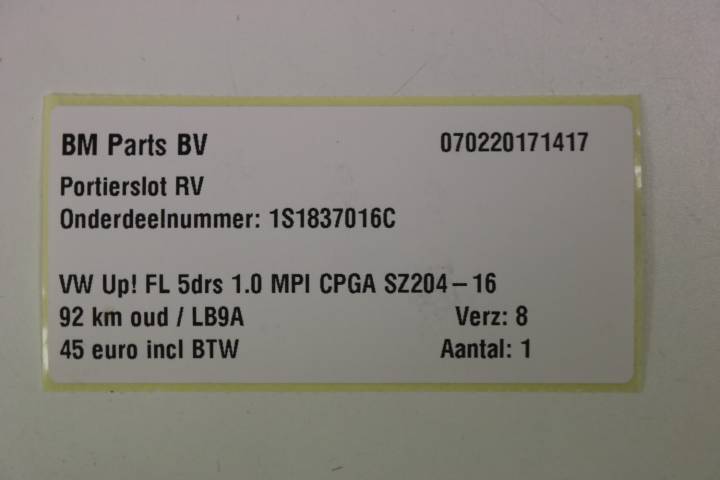 BM Parts BV 070220171417
Portierslot RV
Onderdeelnummer: 1S1837016C
VW Up! FL 5drs 1.0 MPI CPGA SZ204-16
92 km oud / LB9A Verz: 8
45 euro incl BTW Aantal: 1